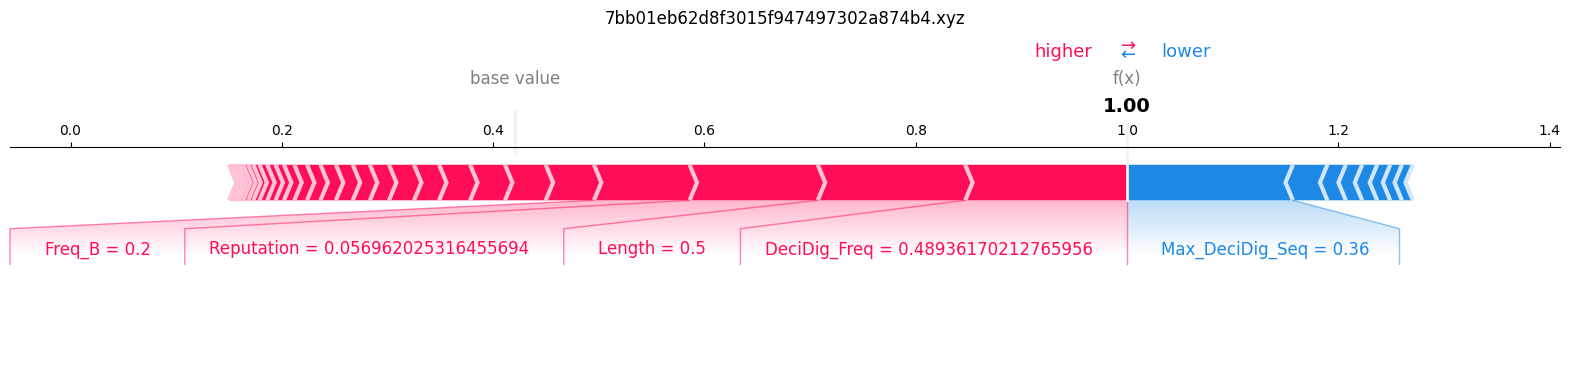 7bb01eb62d8f3015f947497302a874b4.xyz
higher ⇄ lower
base value f(x)
1.00
0.0 0.2 0.4 0.6 0.8 1.0 1.2 1.4
Freq_B = 0.2 Reputation = 0.056962025316455694 Length = 0.5 DeciDig_Freq = 0.48936170212765956 Max_DeciDig_Seq = 0.36